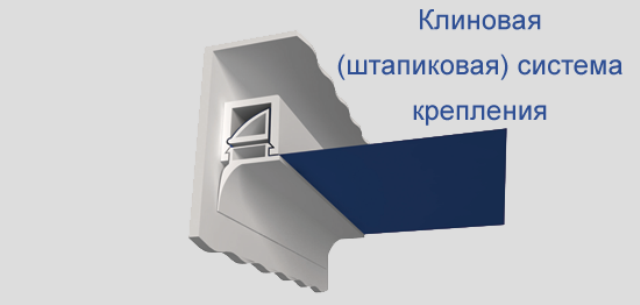 Клиновая
(штапиковая) система
крепления